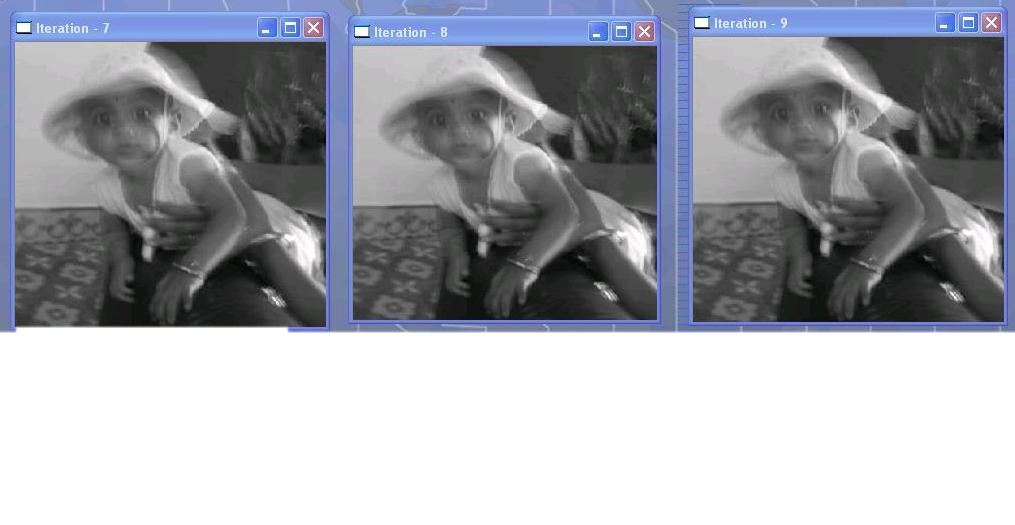 Iteration - 7
Iteration - 8
Iteration - 9